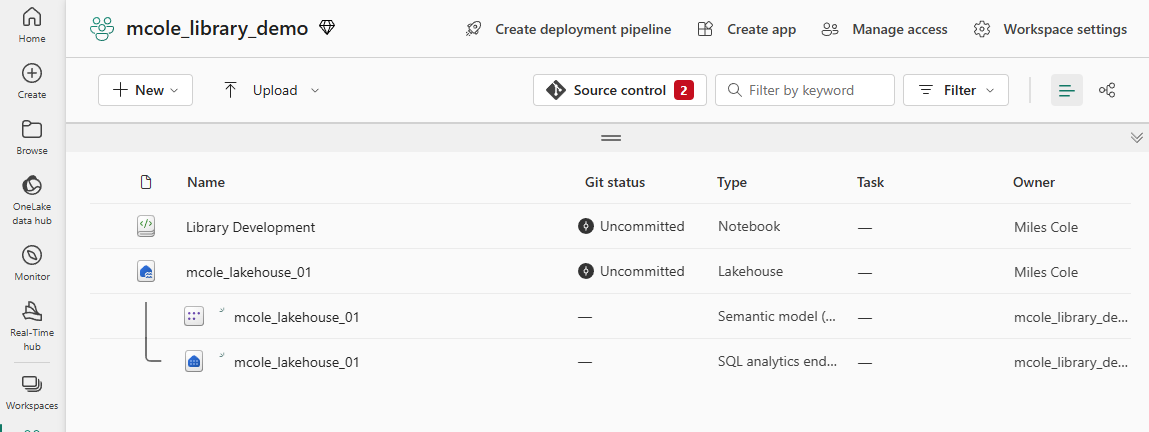 Home
Create
Browse
OneLake
data hub
Monitor
Real-Time
hub
Workspaces
mcole_library_demo
Create deployment pipeline
Create app
Manage access
Workspace settings
New
Upload
Source control 2
Filter by keyword
Filter
Name Git status Type Task Owner
Library Development Uncommitted Notebook — Miles Cole
mcole_lakehouse_01 Uncommitted Lakehouse — Miles Cole
mcole_lakehouse_01 — Semantic model (... — mcole_library_de...
mcole_lakehouse_01 — SQL analytics end... — mcole_library_de...